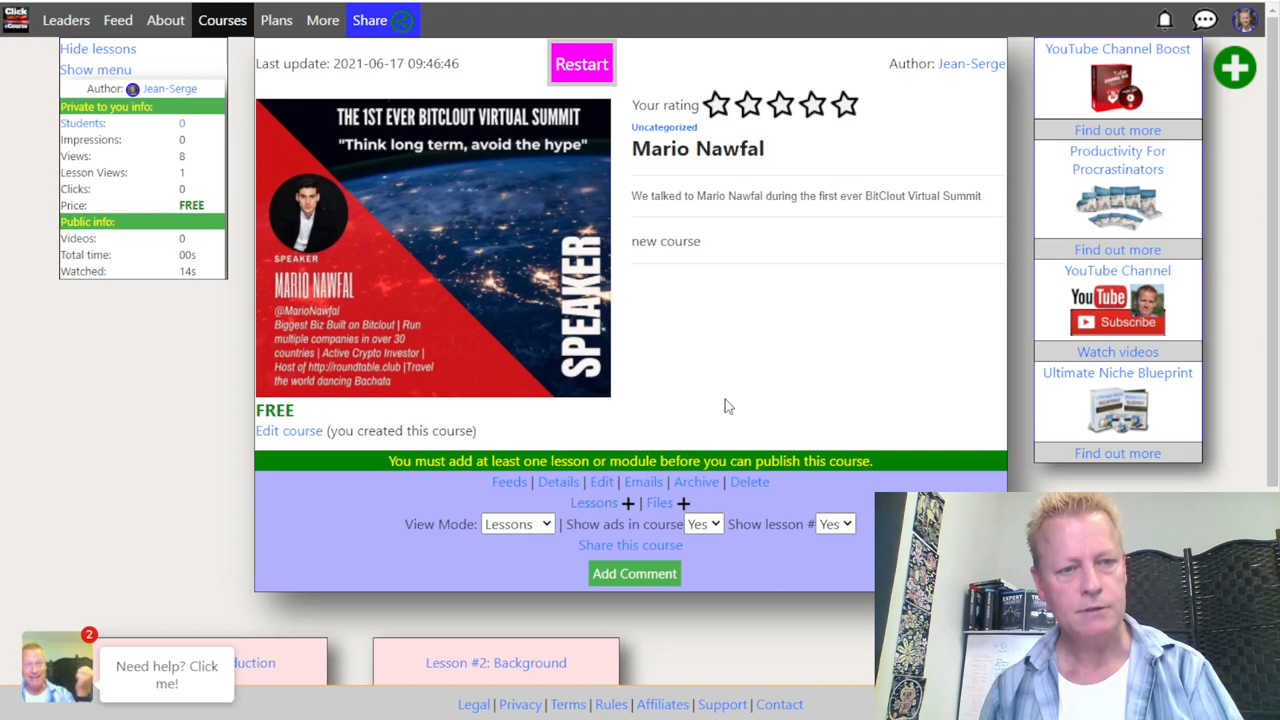 Click
eCourse
Leaders Feed About Courses Plans More Share
Hide lessons
Show menu
Author: Jean-Serge
Private to you info:
Students: 0
Impressions: 0
Views: 8
Lesson Views: 1
Clicks: 0
Price: FREE
Public info:
Videos: 0
Total time: 00s
Watched: 14s
Last update: 2021-06-17 09:46:46
Restart
Author: Jean-Serge
THE 1ST EVER BITCLOUT VIRTUAL SUMMIT
"Think long term, avoid the hype"
SPEAKER
MARIO NAWFAL
@MarioNawfal
Biggest Biz Built on Bitclout | Run
multiple companies in over 30
countries | Active Crypto Investor |
Host of http://roundtable.club |Travel
the world dancing Bachata
SPEAKER
Your rating
Uncategorized
Mario Nawfal
We talked to Mario Nawfal during the first ever BitClout Virtual Summit
new course
FREE
Edit course (you created this course)
You must add at least one lesson or module before you can publish this course.
Feeds | Details | Edit | Emails | Archive | Delete
Lessons + | Files +
View Mode: Lessons | Show ads in course Yes Show lesson # Yes
Share this course
Add Comment
YouTube Channel Boost
Find out more
Productivity For
Procrastinators
Find out more
YouTube Channel
YouTube
Subscribe
Watch videos
Ultimate Niche Blueprint
Find out more
2
Need help? Click
me!
duction
Lesson #2: Background
EXPERT
Legal | Privacy | Terms | Rules | Affiliates | Support | Contact